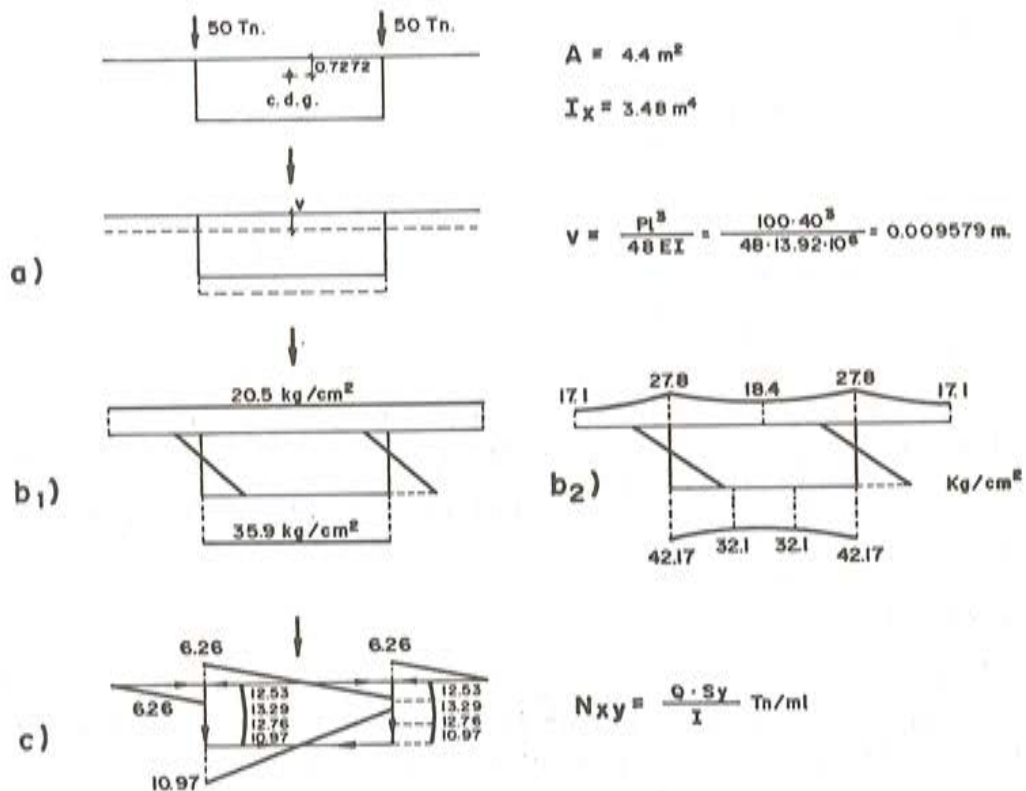 50 Tn.
50 Tn.
0.7272
c.d.g.
A = 4.4 m²
Ix = 3.48 m⁴
v
v = Pl³ / 48 EI = 100·40³ / 48·13.92·10⁶ = 0.009579 m.
a)
20.5 kg/cm²
b₁)
35.9 kg/cm²
17.1
27.8
18.4
27.8
17.1
b₂)
Kg/cm²
42.17
32.1
32.1
42.17
6.26
6.26
6.26
12.53
13.29
12.76
10.97
12.53
13.29
12.76
10.97
c)
10.97
Nxy = Q · Sy / I Tn/ml